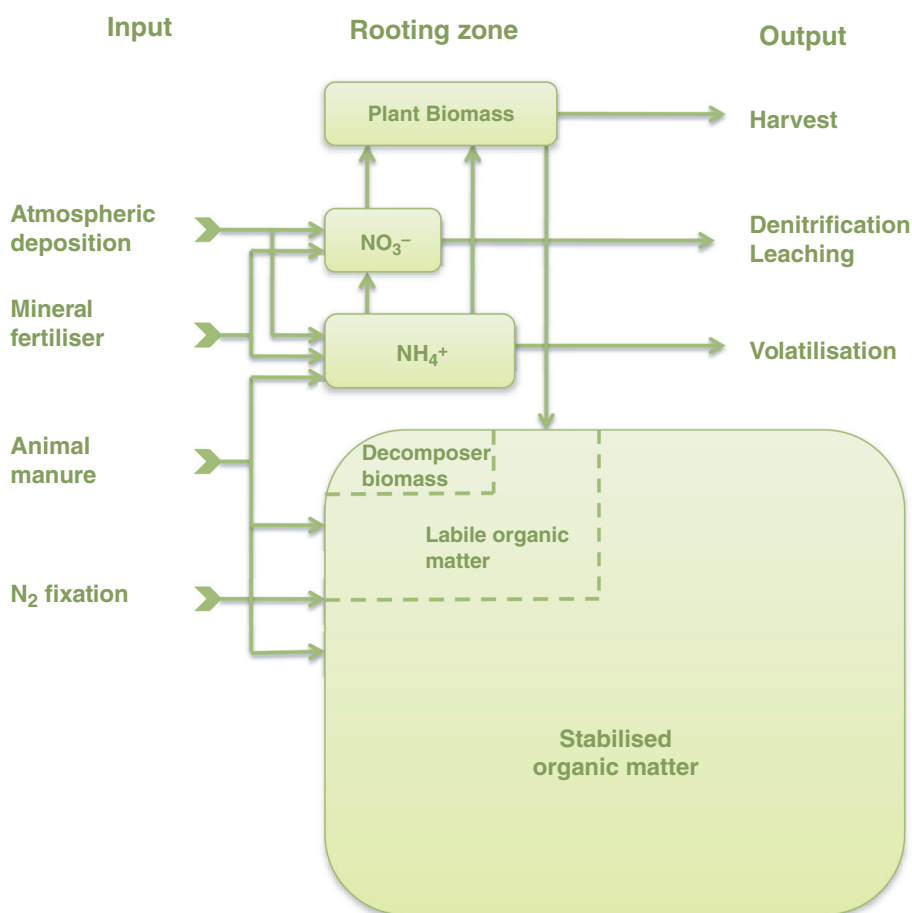 Input
Rooting zone
Output
Plant Biomass
Harvest
Atmospheric
deposition
NO₃⁻
Denitrification
Leaching
Mineral
fertiliser
NH₄⁺
Volatilisation
Animal
manure
Decomposer
biomass
Labile organic
matter
N₂ fixation
Stabilised
organic matter